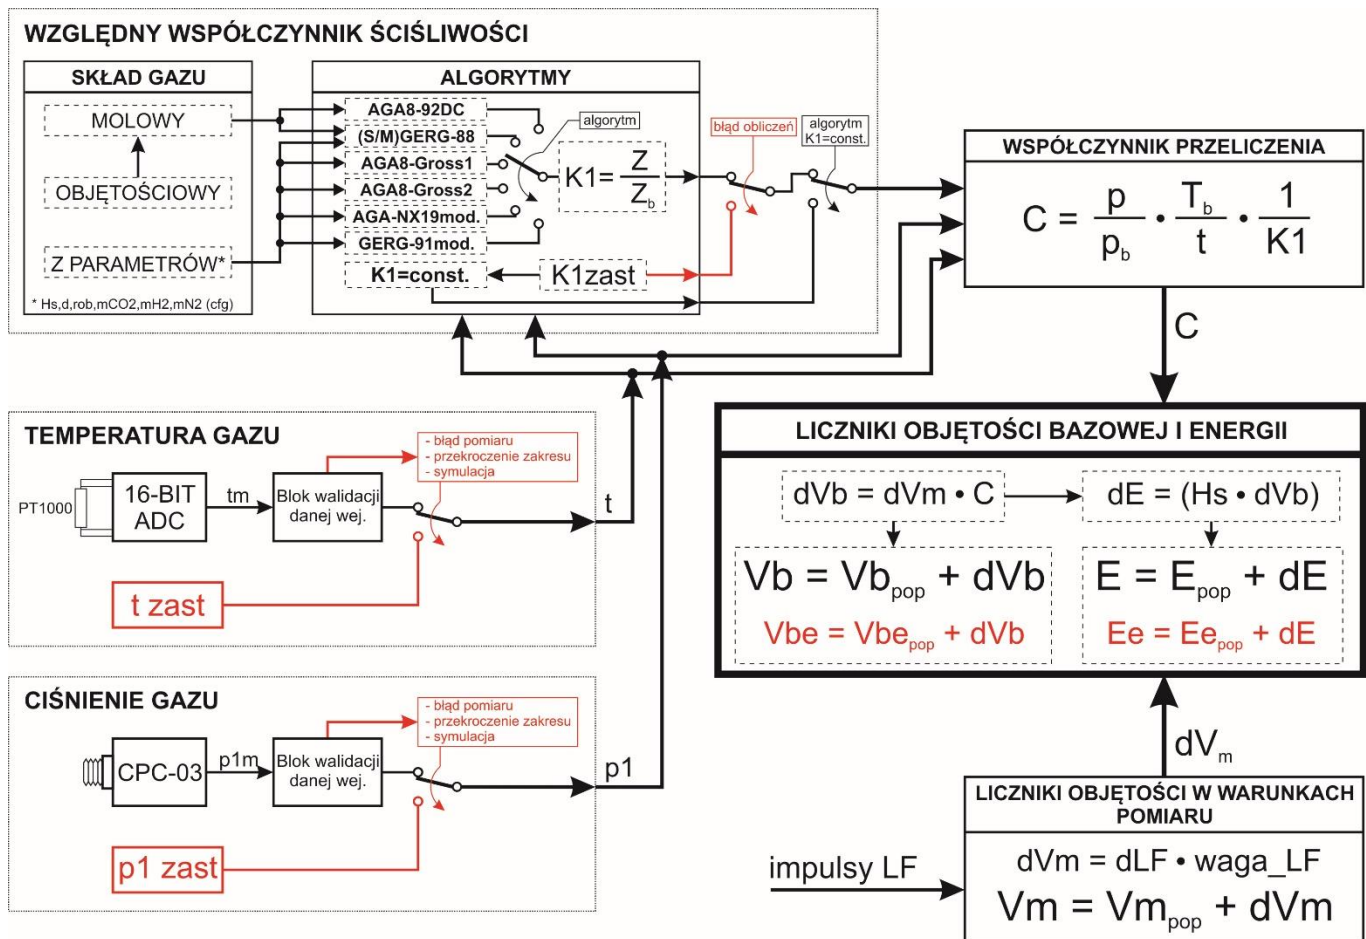 WZGLĘDNY WSPÓŁCZYNNIK ŚCIŚLIWOŚCI
SKŁAD GAZU
MOLOWY
OBJĘTOŚCIOWY
Z PARAMETRÓW*
* Hs,d,rob,mCO2,mH2,mN2 (cfg)
ALGORYTMY
AGA8-92DC
(S/M)GERG-88
AGA8-Gross1
AGA8-Gross2
AGA-NX19mod.
GERG-91mod.
K1=const.
algorytm
K1= Z
Zb
K1zast
błąd obliczeń
algorytm
K1=const.
WSPÓŁCZYNNIK PRZELICZENIA
C = p/pb • Tb/t • 1/K1
C
TEMPERATURA GAZU
PT1000
16-BIT
ADC
tm
Blok walidacji
danej wej.
- błąd pomiaru
- przekroczenie zakresu
- symulacja
t
t zast
LICZNIKI OBJĘTOŚCI BAZOWEJ I ENERGII
dVb = dVm • C
dE = (Hs • dVb)
Vb = Vbpop + dVb
Vbe = Vbepop + dVb
E = Epop + dE
Ee = Eepop + dE
CIŚNIENIE GAZU
CPC-03
p1m
Blok walidacji
danej wej.
- błąd pomiaru
- przekroczenie zakresu
- symulacja
p1
p1 zast
dVm
LICZNIKI OBJĘTOŚCI W WARUNKACH
POMIARU
impulsy LF
dVm = dLF • waga_LF
Vm = Vmpop + dVm